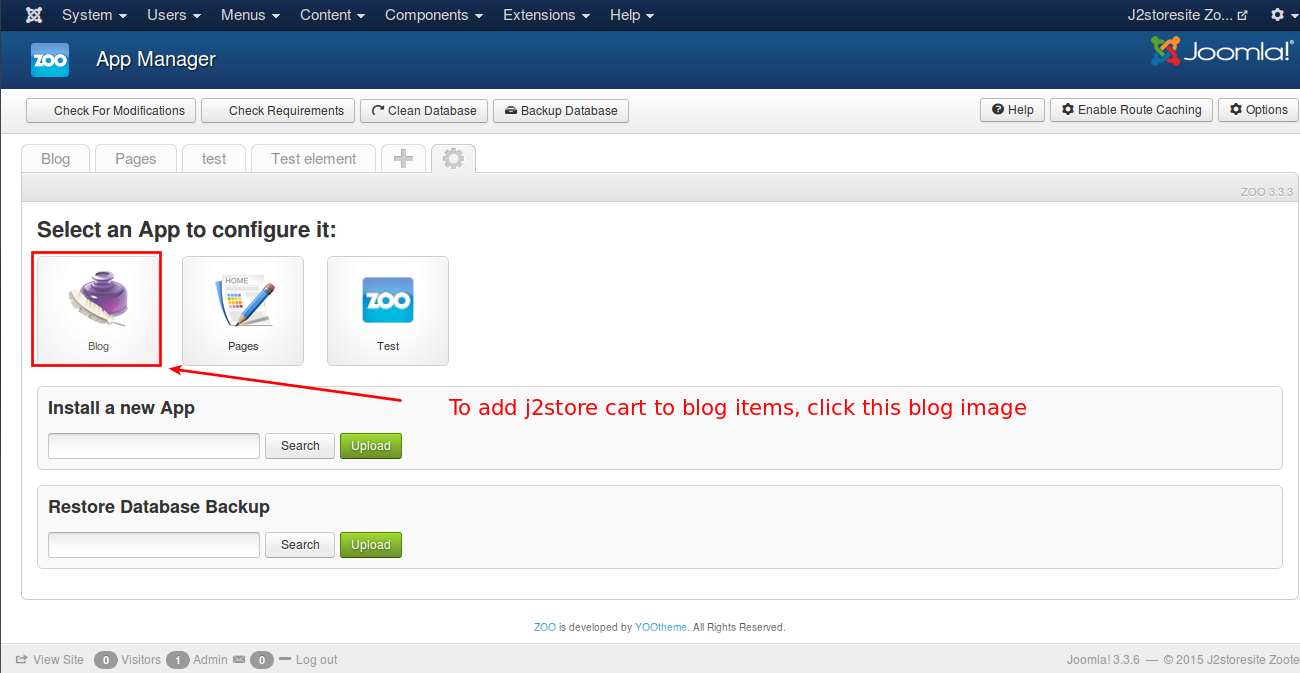 System Users Menus Content Components Extensions Help J2storesite Zo...
ZOO App Manager Joomla!®
Check For Modifications Check Requirements Clean Database Backup Database Help Enable Route Caching Options
Blog Pages test Test element
ZOO 3.3.3
Select an App to configure it:
HOME
ZOO
Blog Pages Test
Install a new App
To add j2store cart to blog items, click this blog image
Search Upload
Restore Database Backup
Search Upload
ZOO is developed by YOOtheme. All Rights Reserved.
View Site 0 Visitors 1 Admin 0 Log out Joomla! 3.3.6 — © 2015 J2storesite Zoote